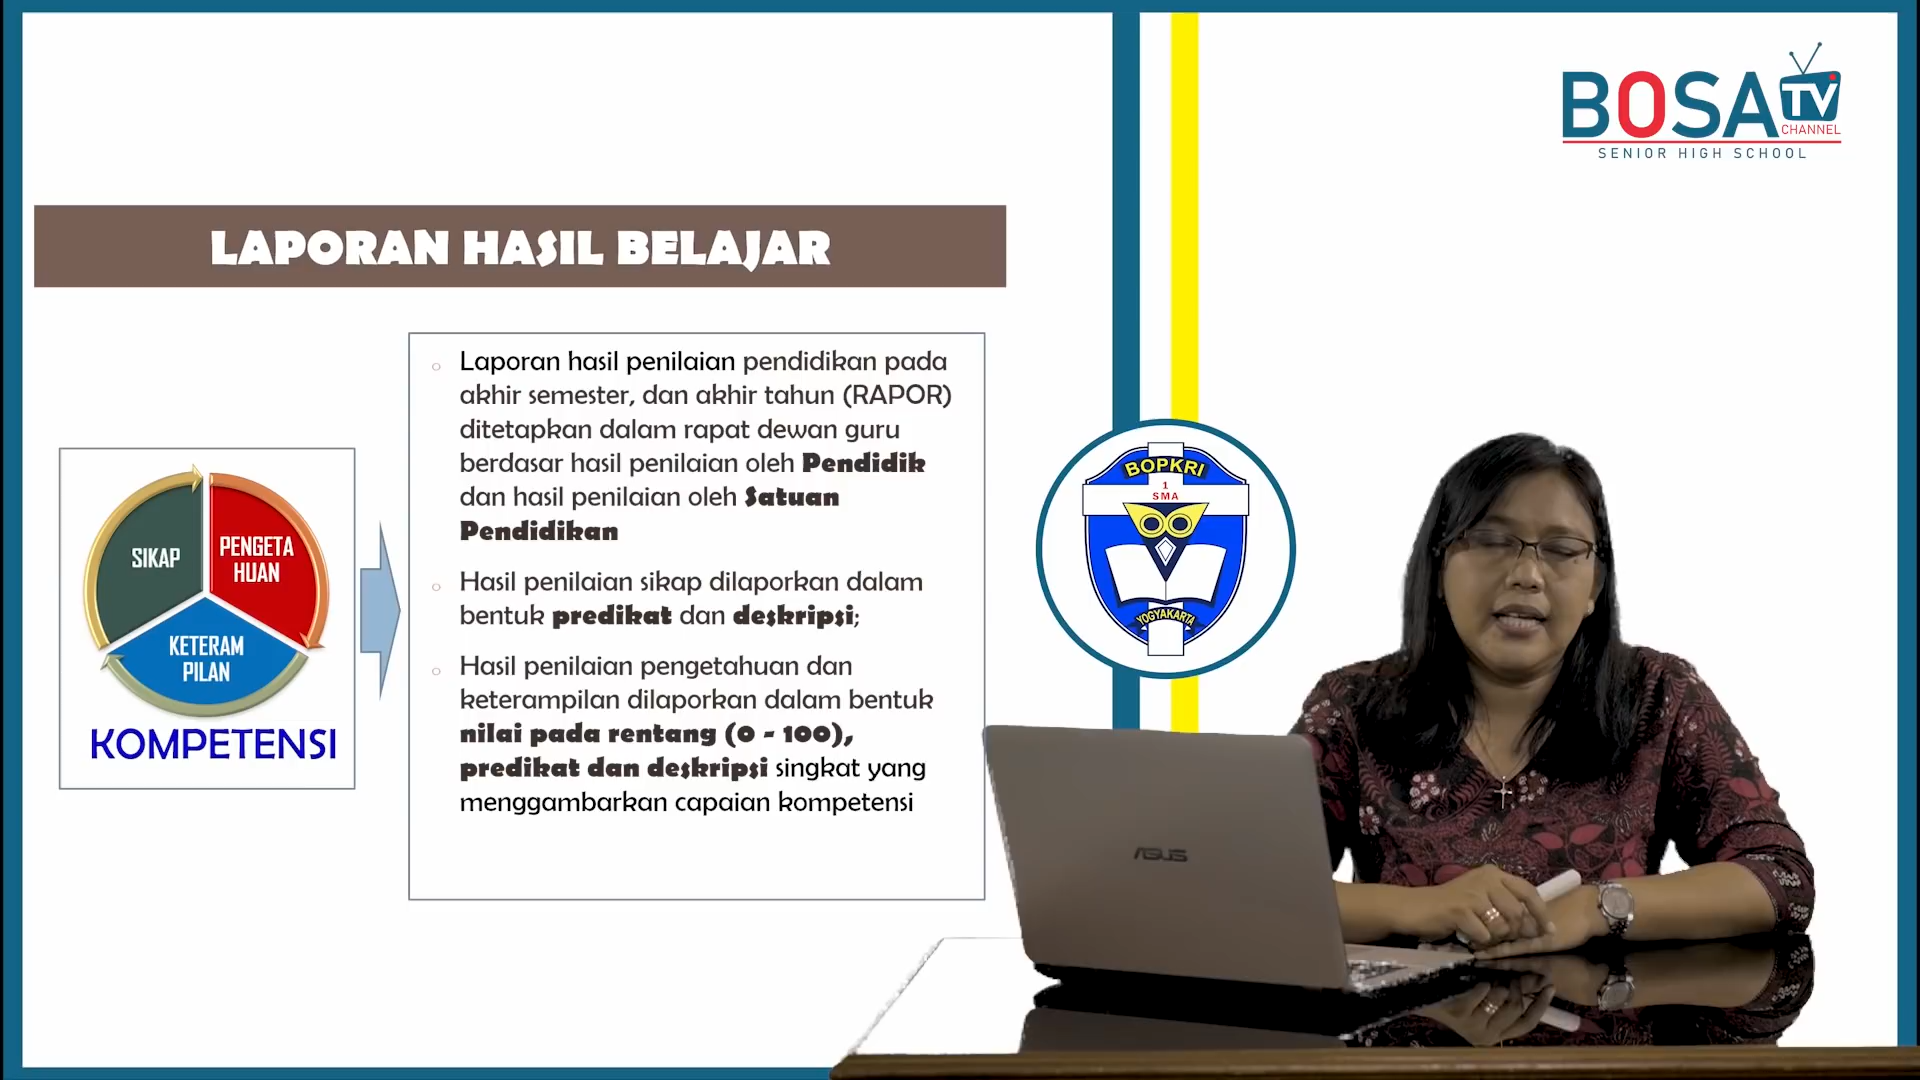 BOSA TV
CHANNEL
SENIOR HIGH SCHOOL
LAPORAN HASIL BELAJAR
SIKAP
PENGETA
HUAN
KETERAM
PILAN
KOMPETENSI
Laporan hasil penilaian pendidikan pada
akhir semester, dan akhir tahun (RAPOR)
ditetapkan dalam rapat dewan guru
berdasar hasil penilaian oleh Pendidik
dan hasil penilaian oleh Satuan
Pendidikan
Hasil penilaian sikap dilaporkan dalam
bentuk predikat dan deskripsi;
Hasil penilaian pengetahuan dan
keterampilan dilaporkan dalam bentuk
nilai pada rentang (0 - 100),
predikat dan deskripsi singkat yang
menggambarkan capaian kompetensi
BOPKRI
1
SMA
YOGYAKARTA
ASUS